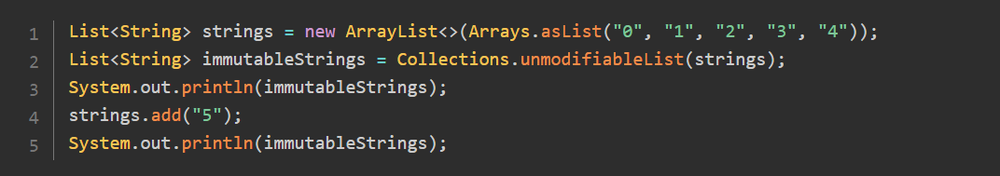 1 List<String> strings = new ArrayList<>(Arrays.asList("0", "1", "2", "3", "4"));
2 List<String> immutableStrings = Collections.unmodifiableList(strings);
3 System.out.println(immutableStrings);
4 strings.add("5");
5 System.out.println(immutableStrings);